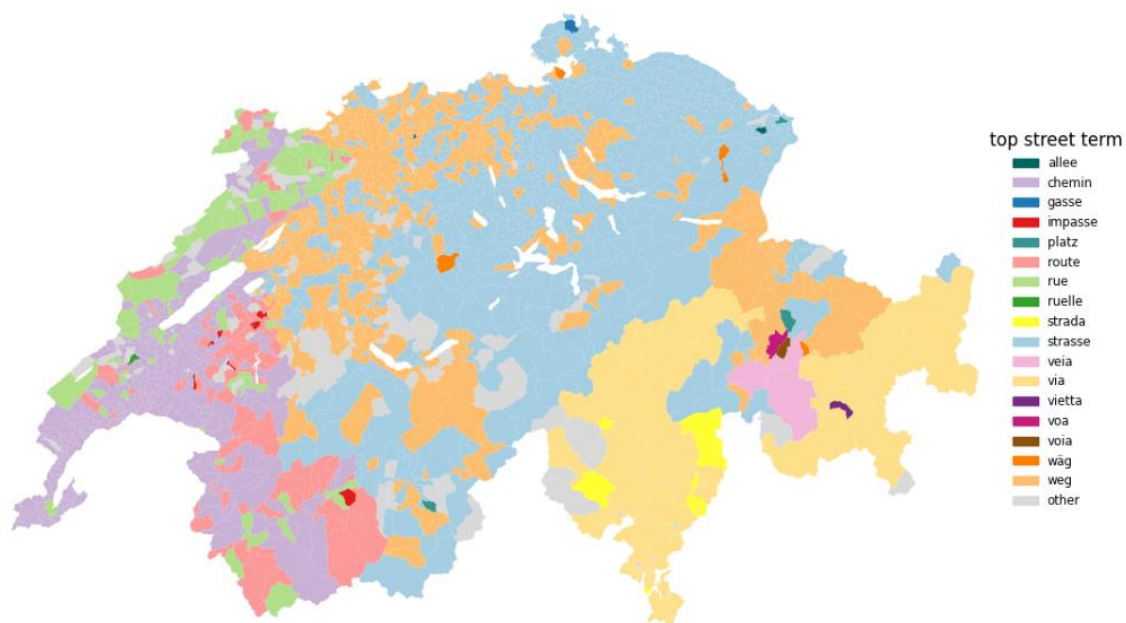 top street term
allee
chemin
gasse
impasse
platz
route
rue
ruelle
strada
strasse
veia
via
vietta
voa
voia
wäg
weg
other